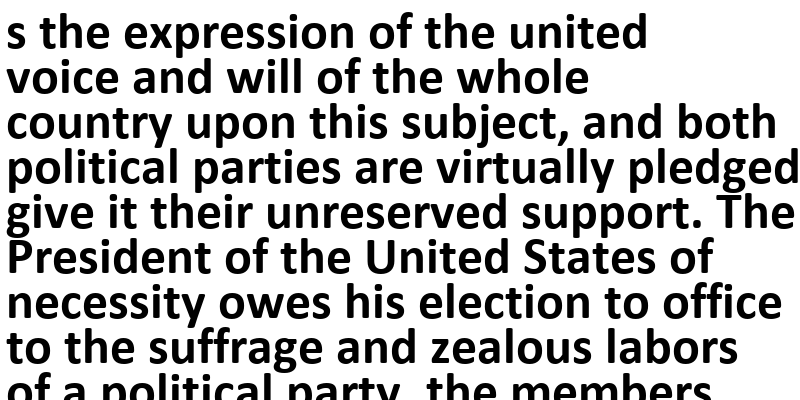 s the expression of the united
voice and will of the whole
country upon this subject, and both
political parties are virtually pledged
give it their unreserved support. The
President of the United States of
necessity owes his election to office
to the suffrage and zealous labors
of a political party, the members